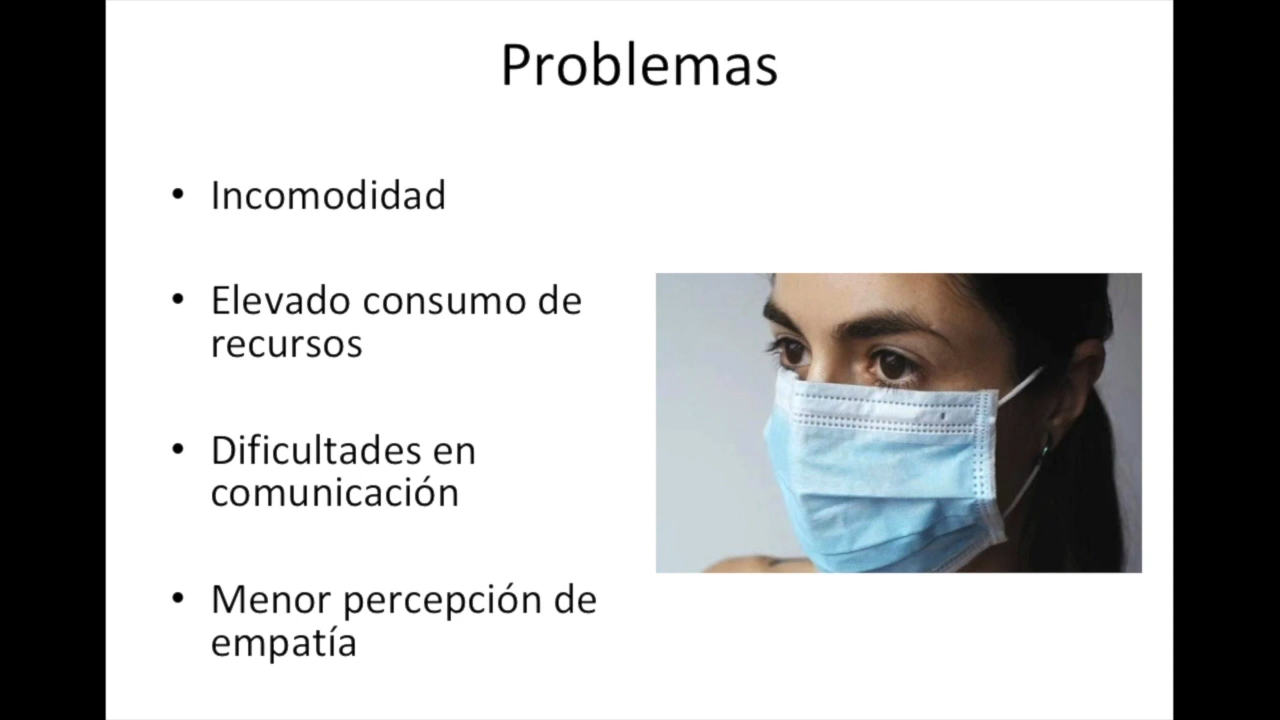 Problemas
• Incomodidad
• Elevado consumo de
recursos
• Dificultades en
comunicación
• Menor percepción de
empatía